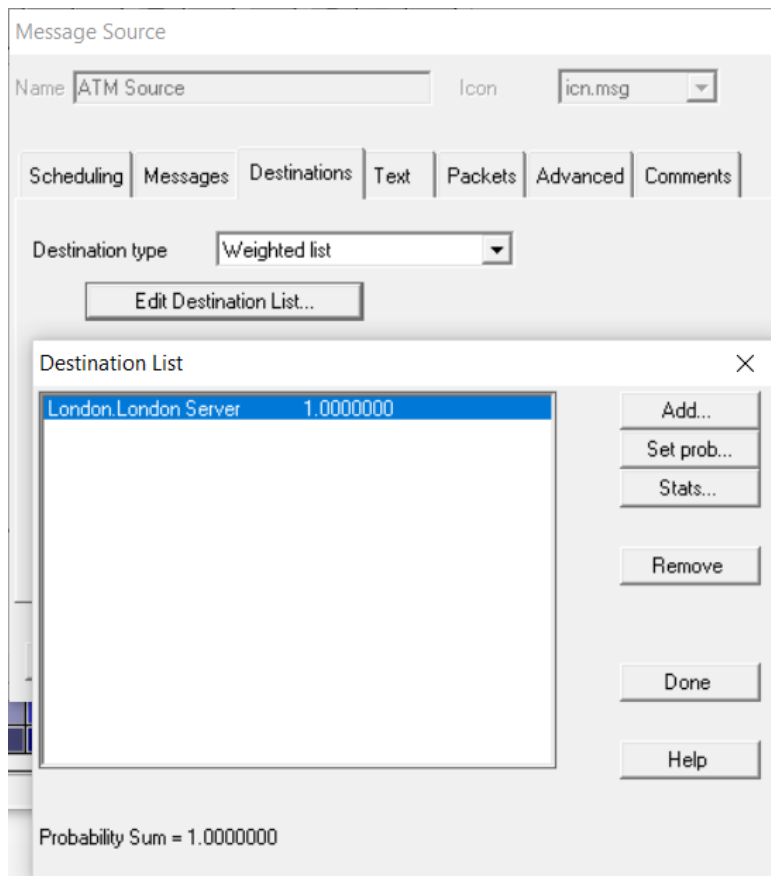 Message Source
Name ATM Source Icon icn.msg
Scheduling Messages Destinations Text Packets Advanced Comments
Destination type Weighted list
Edit Destination List...
Destination List
London.London Server 1.0000000
Add...
Set prob...
Stats...
Remove
Done
Help
Probability Sum = 1.0000000